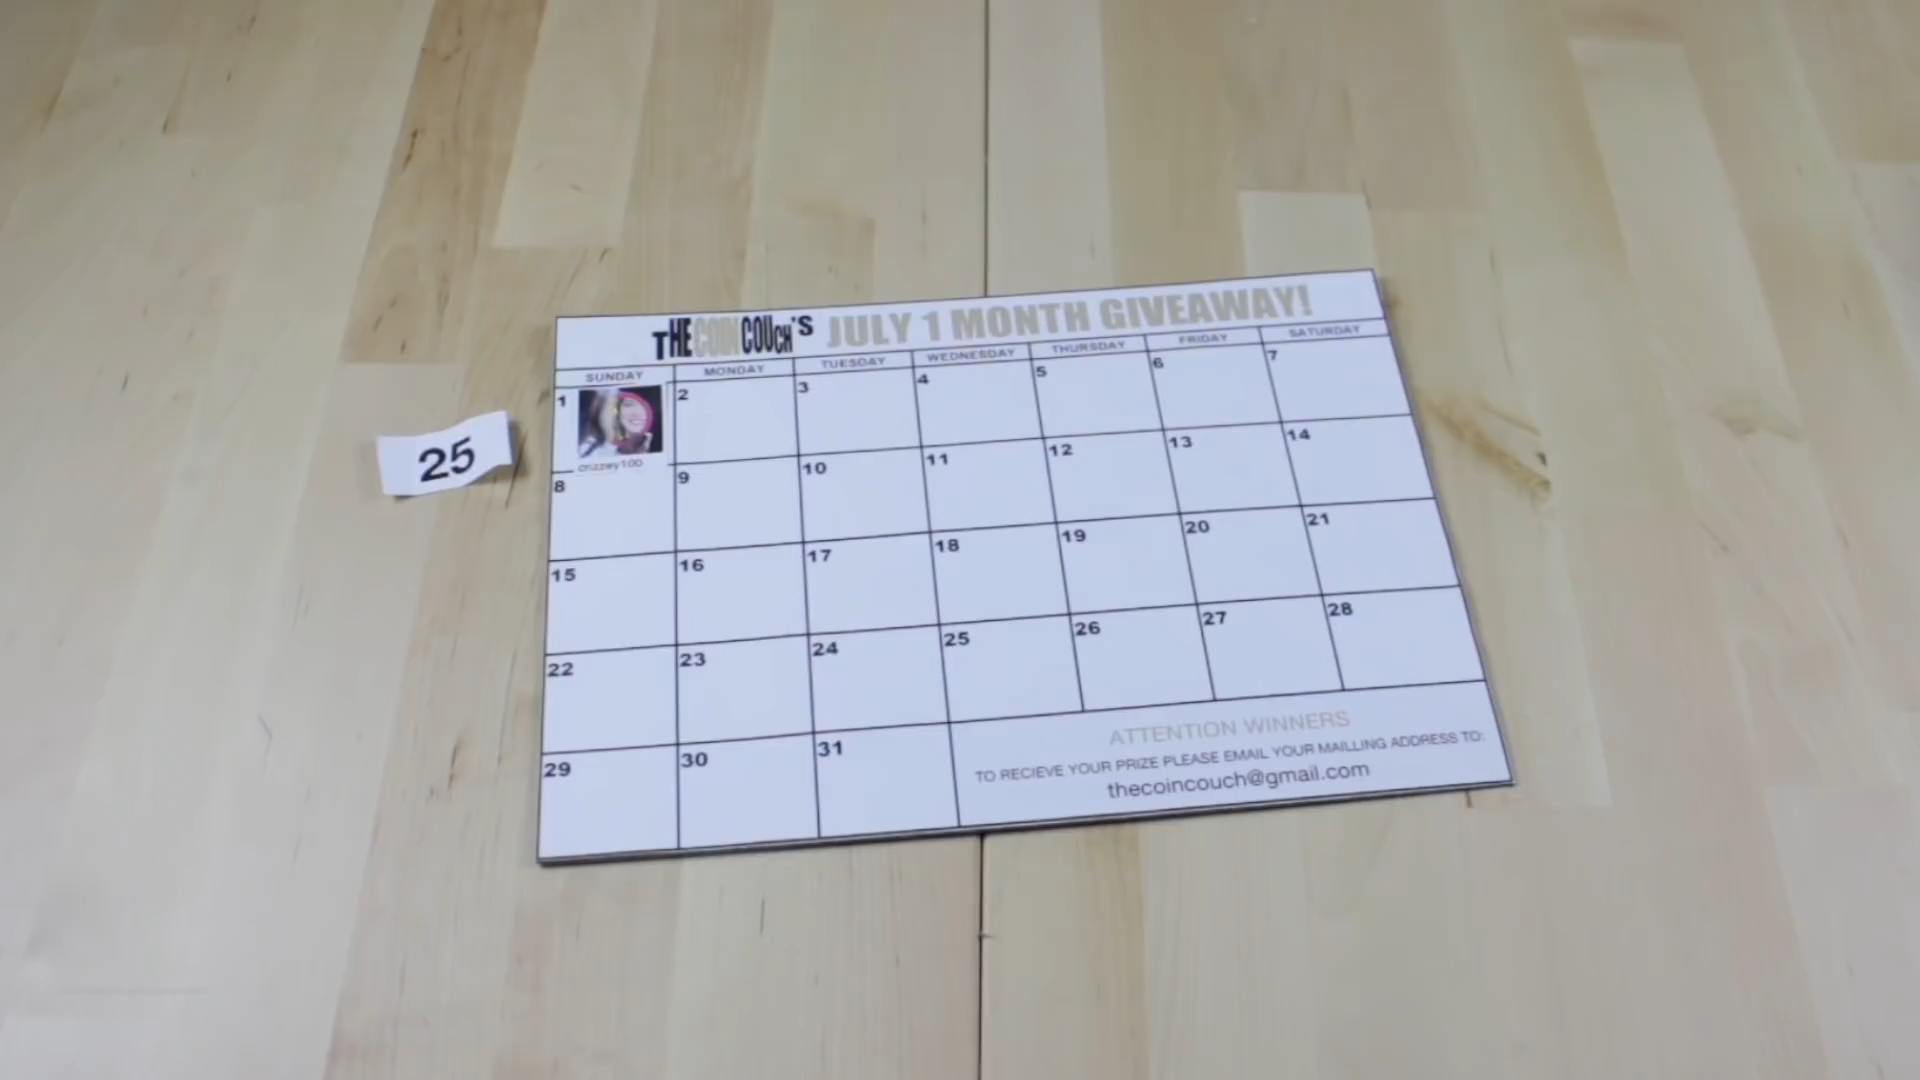 THE COIN COUCH'S JULY 1 MONTH GIVEAWAY!
SUNDAY MONDAY TUESDAY WEDNESDAY THURSDAY FRIDAY SATURDAY
1 2 3 4 5 6 7
crizzey100
25
8 9 10 11 12 13 14
15 16 17 18 19 20 21
22 23 24 25 26 27 28
29 30 31
ATTENTION WINNERS
TO RECIEVE YOUR PRIZE PLEASE EMAIL YOUR MAILLING ADDRESS TO:
thecoincouch@gmail.com